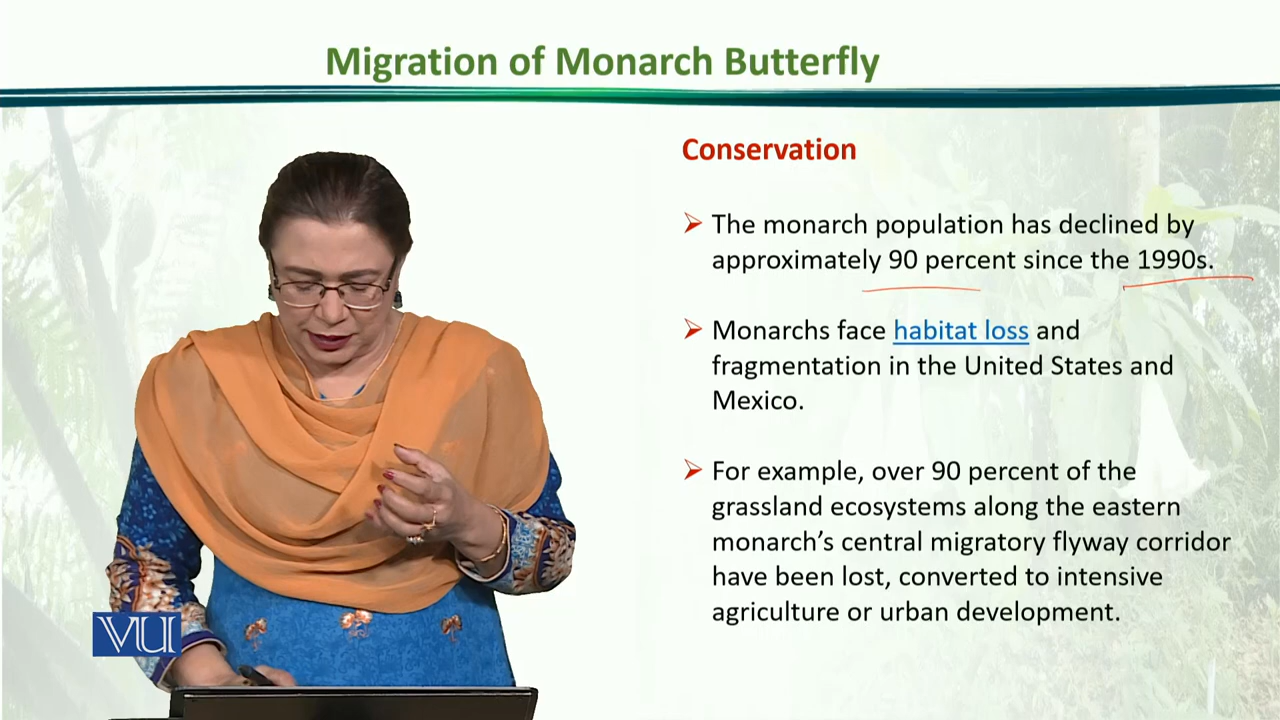 Migration of Monarch Butterfly
Conservation
➢ The monarch population has declined by
approximately 90 percent since the 1990s.
➢ Monarchs face habitat loss and
fragmentation in the United States and
Mexico.
➢ For example, over 90 percent of the
grassland ecosystems along the eastern
monarch’s central migratory flyway corridor
have been lost, converted to intensive
agriculture or urban development.
VU